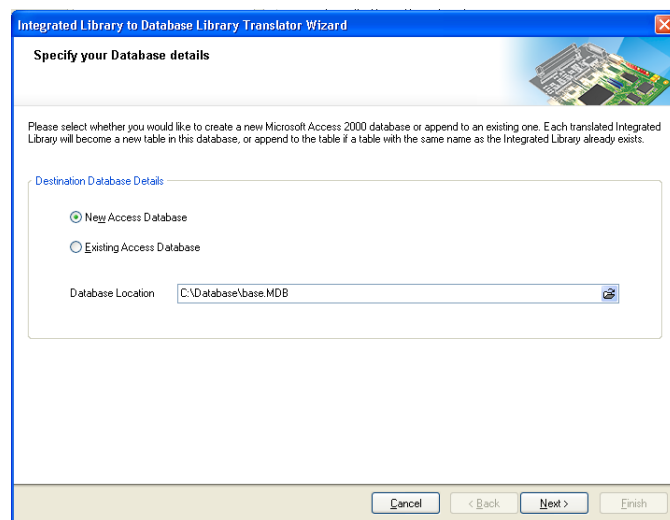 Integrated Library to Database Library Translator Wizard
Specify your Database details
Please select whether you would like to create a new Microsoft Access 2000 database or append to an existing one. Each translated Integrated
Library will become a new table in this database, or append to the table if a table with the same name as the Integrated Library already exists.
Destination Database Details
New Access Database
Existing Access Database
Database Location C:\Database\base.MDB
Cancel < Back Next > Finish